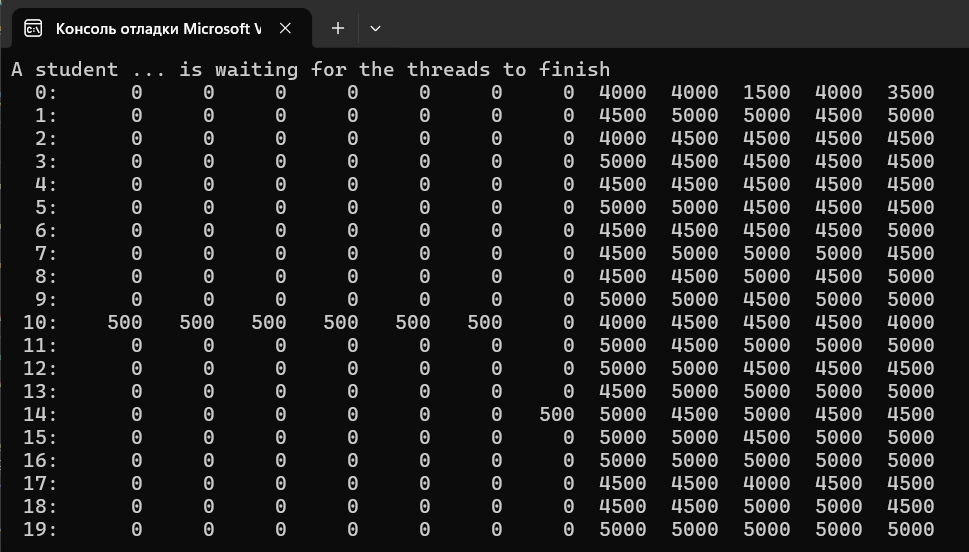 Консоль отладки Microsoft V
A student ... is waiting for the threads to finish
0: 0 0 0 0 0 0 0 4000 4000 1500 4000 3500
1: 0 0 0 0 0 0 0 4500 5000 5000 4500 5000
2: 0 0 0 0 0 0 0 4000 4500 4500 4500 4500
3: 0 0 0 0 0 0 0 5000 4500 4500 4500 4500
4: 0 0 0 0 0 0 0 4500 4500 4500 4500 4500
5: 0 0 0 0 0 0 0 5000 5000 4500 4500 4500
6: 0 0 0 0 0 0 0 4500 4500 4500 4500 5000
7: 0 0 0 0 0 0 0 4500 5000 5000 5000 4500
8: 0 0 0 0 0 0 0 4500 4500 5000 4500 4500
9: 0 0 0 0 0 0 0 5000 5000 4500 5000 5000
10: 500 500 500 500 500 500 0 4000 4500 4500 4500 4000
11: 0 0 0 0 0 0 0 5000 4500 5000 5000 5000
12: 0 0 0 0 0 0 0 5000 5000 4500 4500 5000
13: 0 0 0 0 0 0 0 4500 5000 5000 5000 5000
14: 0 0 0 0 0 0 500 5000 4500 5000 4500 4500
15: 0 0 0 0 0 0 0 5000 5000 4500 5000 5000
16: 0 0 0 0 0 0 0 5000 5000 5000 5000 5000
17: 0 0 0 0 0 0 0 4500 4500 4000 4500 4500
18: 0 0 0 0 0 0 0 4500 4500 5000 5000 4500
19: 0 0 0 0 0 0 0 5000 5000 5000 5000 5000